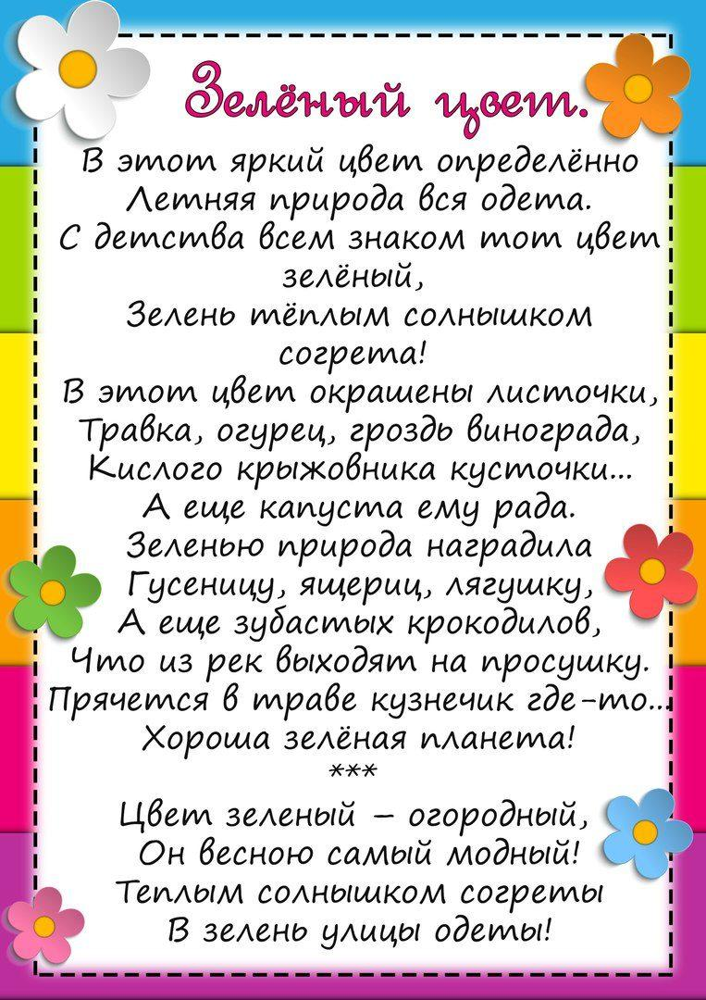 Зелёный цвет.
В этот яркий цвет определённо
Летняя природа вся одета.
С детства всем знаком тот цвет
зелёный,
Зелень тёплым солнышком
согрета!
В этот цвет окрашены листочки,
Травка, огурец, гроздь винограда,
Кислого крыжовника кусточки...
А еще капуста ему рада.
Зеленью природа наградила
Гусеницу, ящериц, лягушку,
А еще зубастых крокодилов,
Что из рек выходят на просушку.
Прячется в траве кузнечик где-то...
Хороша зелёная планета!
***
Цвет зеленый – огородный,
Он весною самый модный!
Теплым солнышком согреты
В зелень улицы одеты!